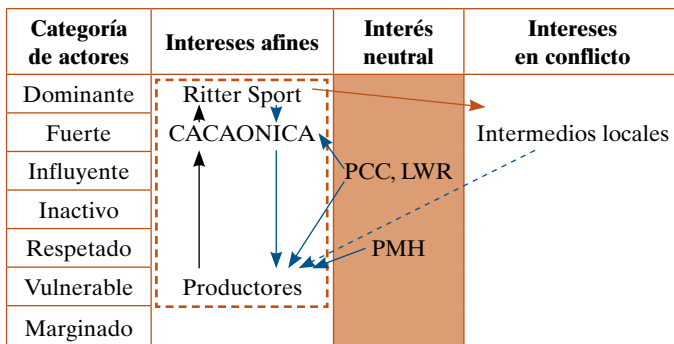 Categoría
de actores
Intereses afines
Interés
neutral
Intereses
en conflicto
Dominante
Ritter Sport
Fuerte
CACAONICA
Intermedios locales
Influyente
PCC, LWR
Inactivo
Respetado
PMH
Vulnerable
Productores
Marginado